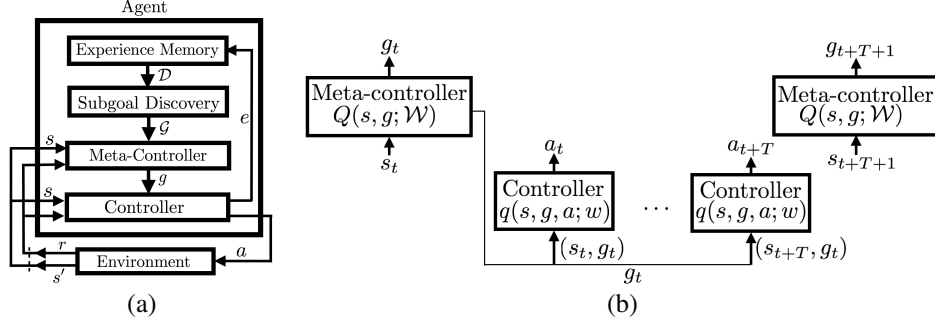 Agent
Experience Memory
𝒟
Subgoal Discovery
𝒢
s
Meta-Controller
e
g
s
Controller
r
a
Environment
s′
(a)
g_t
Meta-controller
Q(s, g; 𝒲)
s_t
a_t
Controller
q(s, g, a; w)
(s_t, g_t)
. . .
a_{t+T}
Controller
q(s, g, a; w)
(s_{t+T}, g_t)
g_t
g_{t+T+1}
Meta-controller
Q(s, g; 𝒲)
s_{t+T+1}
(b)